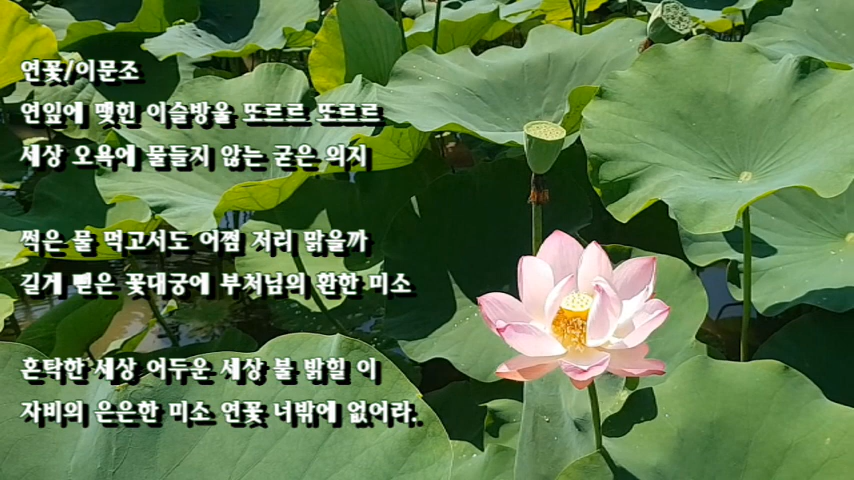 연꽃/이문조
연잎에 맺힌 이슬방울 또르르 또르르
세상 오욕에 물들지 않는 굳은 의지
썩은 물 먹고서도 어쩜 저리 맑을까
길게 뻗은 꽃대궁에 부처님의 환한 미소
혼탁한 세상 어두운 세상 불 밝힐 이
자비의 은은한 미소 연꽃 너밖에 없어라.